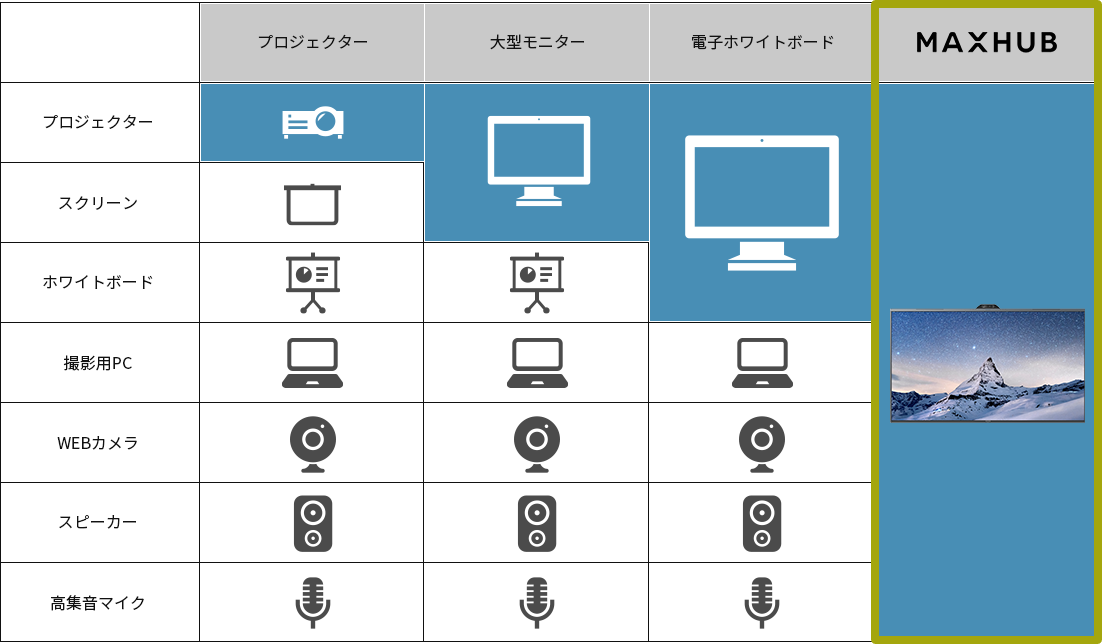 プロジェクター
大型モニター
電子ホワイトボード
MAXHUB
プロジェクター
スクリーン
ホワイトボード
撮影用PC
WEBカメラ
スピーカー
高集音マイク